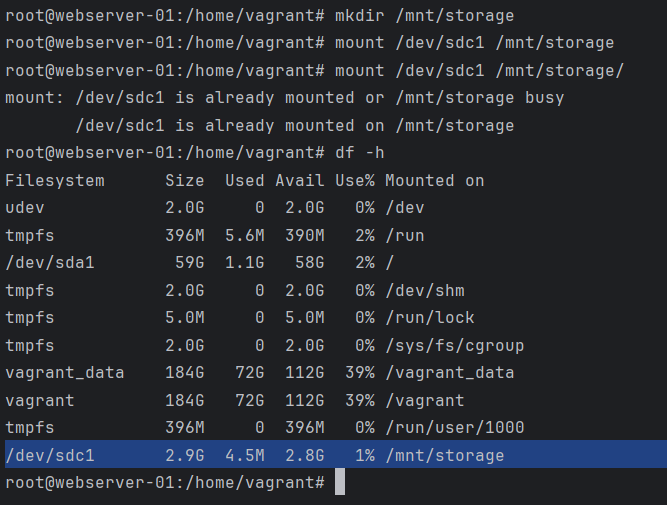 root@webserver-01:/home/vagrant# mkdir /mnt/storage
root@webserver-01:/home/vagrant# mount /dev/sdc1 /mnt/storage
root@webserver-01:/home/vagrant# mount /dev/sdc1 /mnt/storage/
mount: /dev/sdc1 is already mounted or /mnt/storage busy
       /dev/sdc1 is already mounted on /mnt/storage
root@webserver-01:/home/vagrant# df -h
Filesystem      Size  Used Avail Use% Mounted on
udev            2.0G     0  2.0G   0% /dev
tmpfs           396M  5.6M  390M   2% /run
/dev/sda1        59G  1.1G   58G   2% /
tmpfs           2.0G     0  2.0G   0% /dev/shm
tmpfs           5.0M     0  5.0M   0% /run/lock
tmpfs           2.0G     0  2.0G   0% /sys/fs/cgroup
vagrant_data    184G   72G  112G  39% /vagrant_data
vagrant         184G   72G  112G  39% /vagrant
tmpfs           396M     0  396M   0% /run/user/1000
/dev/sdc1       2.9G  4.5M  2.8G   1% /mnt/storage
root@webserver-01:/home/vagrant#